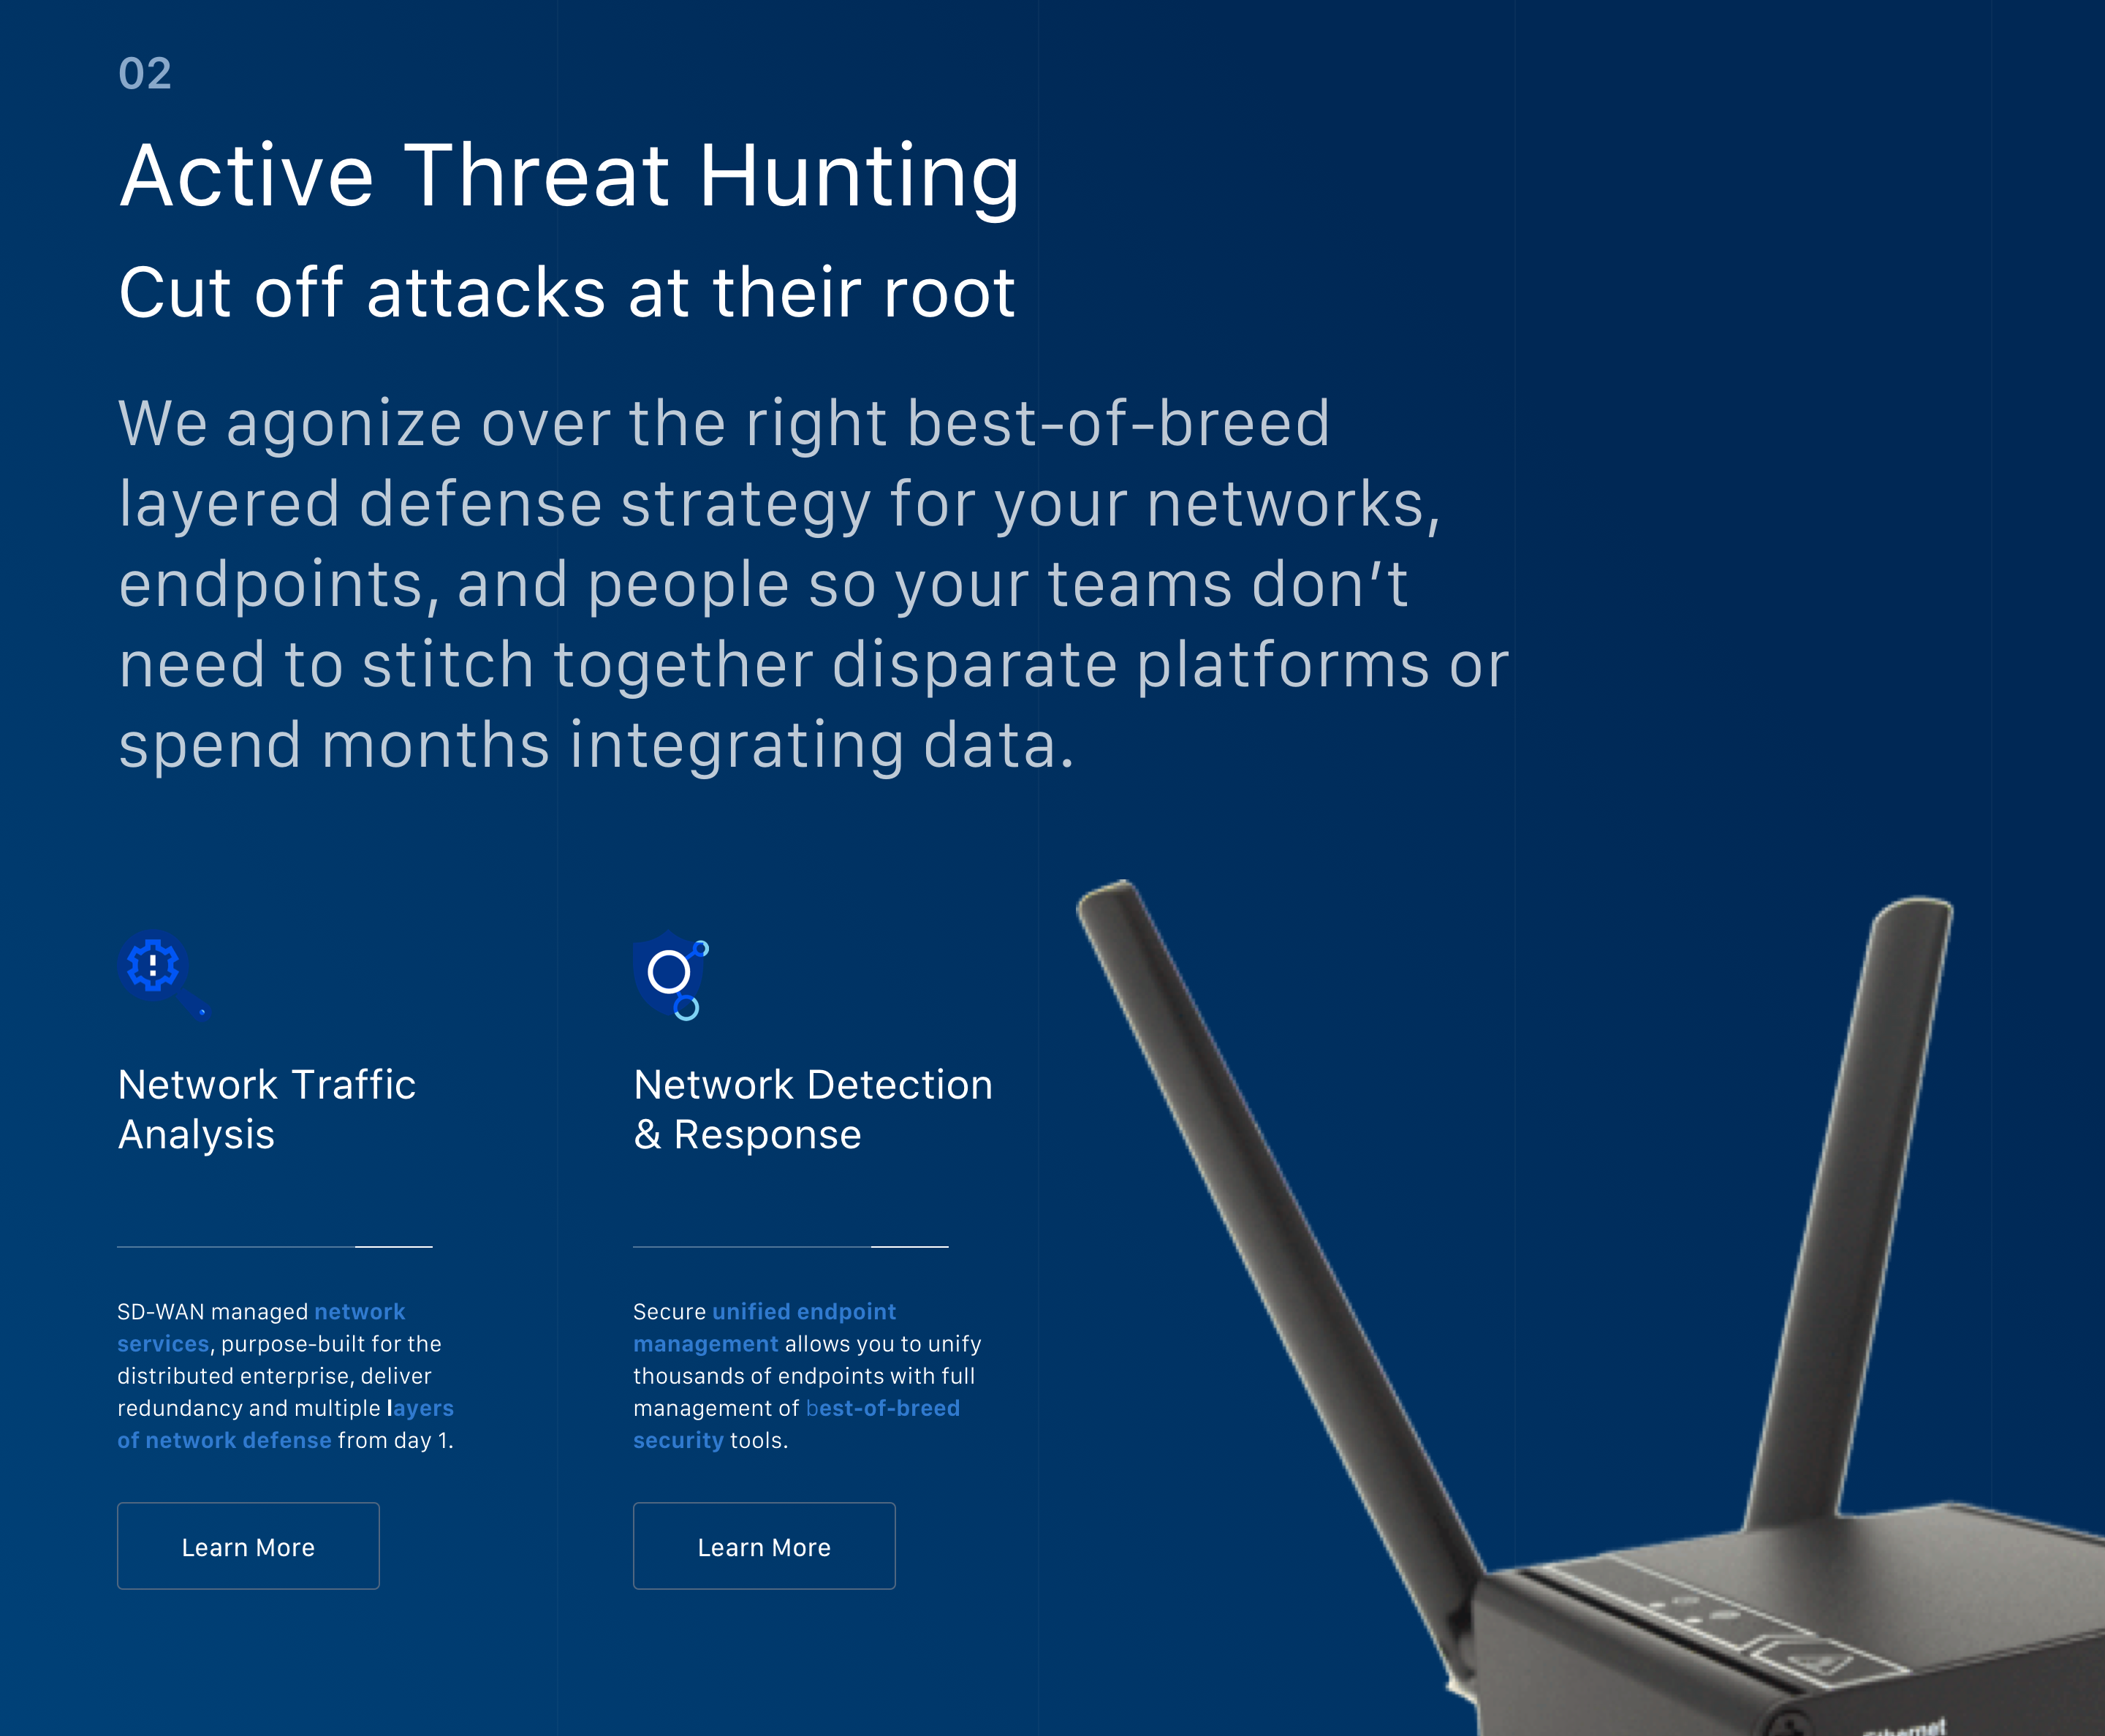 02
Active Threat Hunting
Cut off attacks at their root
We agonize over the right best-of-breed
layered defense strategy for your networks,
endpoints, and people so your teams don’t
need to stitch together disparate platforms or
spend months integrating data.
Network Traffic
Analysis
Network Detection
& Response
SD-WAN managed network
services, purpose-built for the
distributed enterprise, deliver
redundancy and multiple layers
of network defense from day 1.
Secure unified endpoint
management allows you to unify
thousands of endpoints with full
management of best-of-breed
security tools.
Learn More
Learn More
Ethernet